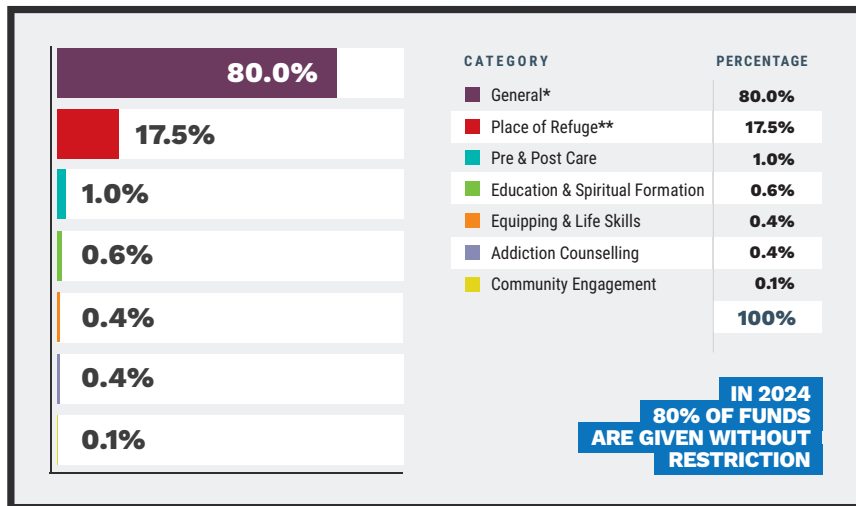 80.0%
17.5%
1.0%
0.6%
0.4%
0.4%
0.1%
CATEGORY PERCENTAGE
General* 80.0%
Place of Refuge** 17.5%
Pre & Post Care 1.0%
Education & Spiritual Formation 0.6%
Equipping & Life Skills 0.4%
Addiction Counselling 0.4%
Community Engagement 0.1%
100%
IN 2024
80% OF FUNDS
ARE GIVEN WITHOUT
RESTRICTION